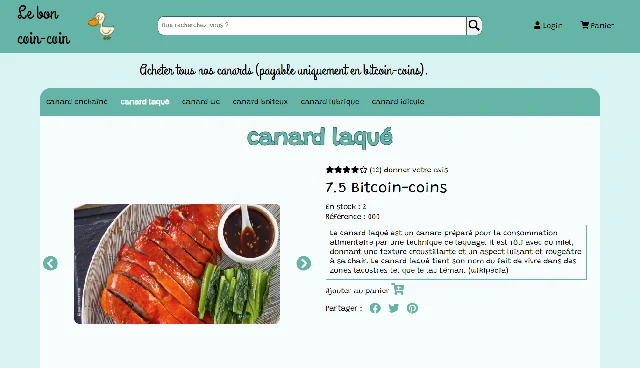 Le bon
coin-coin
Que recherchez vous ?
Login
Panier
Acheter tous nos canards (payable uniquement en bitcoin-coins).
canard enchaîné canard laqué canard wc canard boiteux canard lubrique canard idicule
canard laqué
(12) donner votre avis
7.5 Bitcoin-coins
En stock : 2
Référence : 000
Le canard laqué est un canard préparé pour la consommation
alimentaire par une technique de laquage. Il est rôti avec du miel,
donnant une texture croustillante et un aspect luisant et rougeâtre
à sa chair. Le canard laqué tient son nom du fait de vivre dans des
zones lacustres tel que le lac Léman. (wikipedia)
Ajouter au panier
Partager :